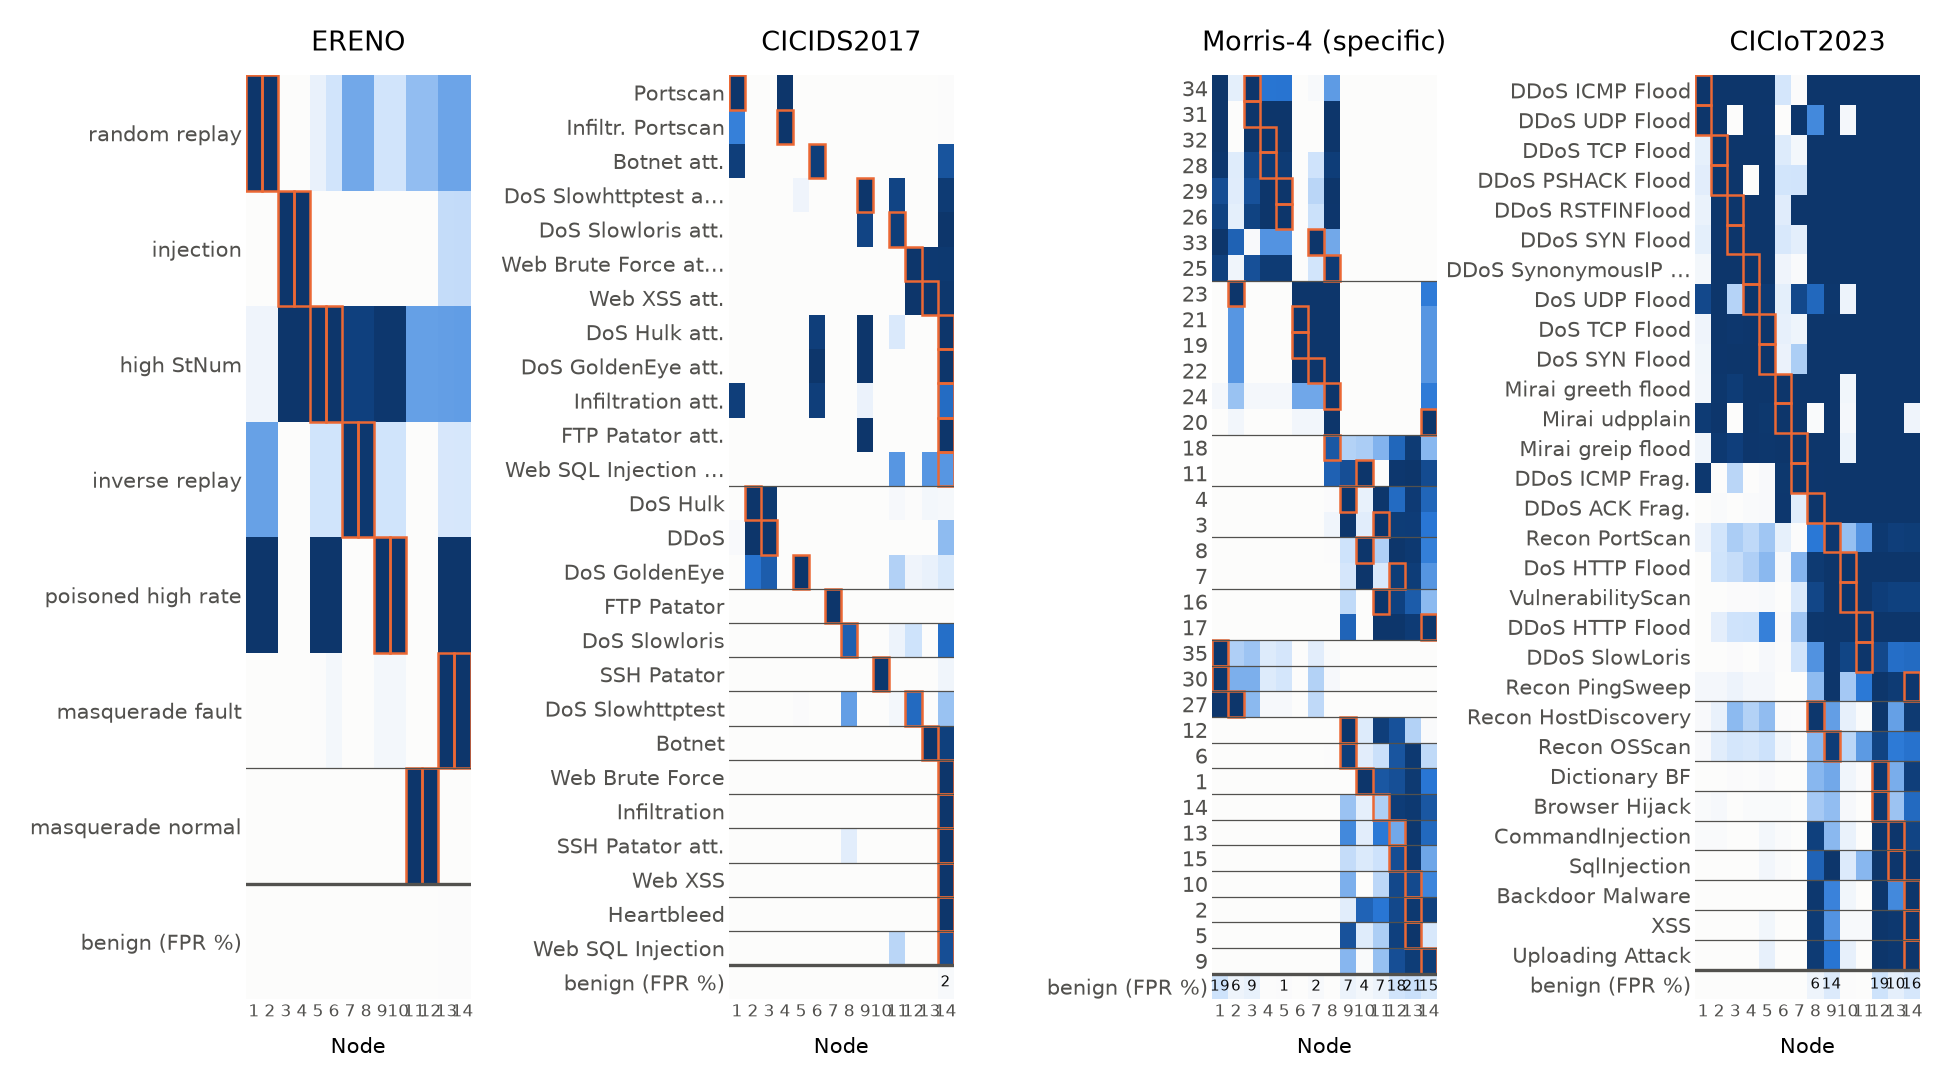 ERENO
random replay
injection
high StNum
inverse replay
poisoned high rate
masquerade fault
masquerade normal
benign (FPR %)
1 2 3 4 5 6 7 8 9 10 11 12 13 14
Node
CICIDS2017
Portscan
Infiltr. Portscan
Botnet att.
DoS Slowhttptest a...
DoS Slowloris att.
Web Brute Force at...
Web XSS att.
DoS Hulk att.
DoS GoldenEye att.
Infiltration att.
FTP Patator att.
Web SQL Injection ...
DoS Hulk
DDoS
DoS GoldenEye
FTP Patator
DoS Slowloris
SSH Patator
DoS Slowhttptest
Botnet
Web Brute Force
Infiltration
SSH Patator att.
Web XSS
Heartbleed
Web SQL Injection
benign (FPR %) 2
1 2 3 4 5 6 7 8 9 10 11 12 13 14
Node
Morris-4 (specific)
34
31
32
28
29
26
33
25
23
21
19
22
24
20
18
11
4
3
8
7
16
17
35
30
27
12
6
1
14
13
15
10
2
5
9
benign (FPR %) 19 6 9 1 2 7 4 7 18 21 15
1 2 3 4 5 6 7 8 9 10 11 12 13 14
Node
CICIoT2023
DDoS ICMP Flood
DDoS UDP Flood
DDoS TCP Flood
DDoS PSHACK Flood
DDoS RSTFINFlood
DDoS SYN Flood
DDoS SynonymousIP ...
DoS UDP Flood
DoS TCP Flood
DoS SYN Flood
Mirai greeth flood
Mirai udpplain
Mirai greip flood
DDoS ICMP Frag.
DDoS ACK Frag.
Recon PortScan
DoS HTTP Flood
VulnerabilityScan
DDoS HTTP Flood
DDoS SlowLoris
Recon PingSweep
Recon HostDiscovery
Recon OSScan
Dictionary BF
Browser Hijack
CommandInjection
SqlInjection
Backdoor Malware
XSS
Uploading Attack
benign (FPR %) 6 14 19 10 16
1 2 3 4 5 6 7 8 9 10 11 12 13 14
Node